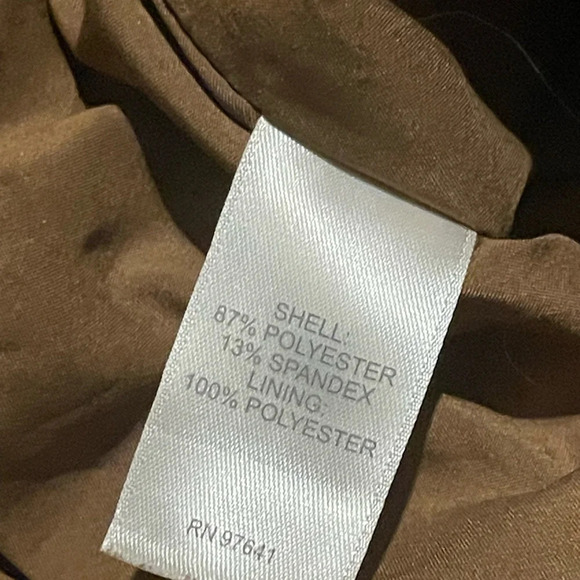 SHELL:
87% POLYESTER
13% SPANDEX
LINING:
100% POLYESTER
RN 97641